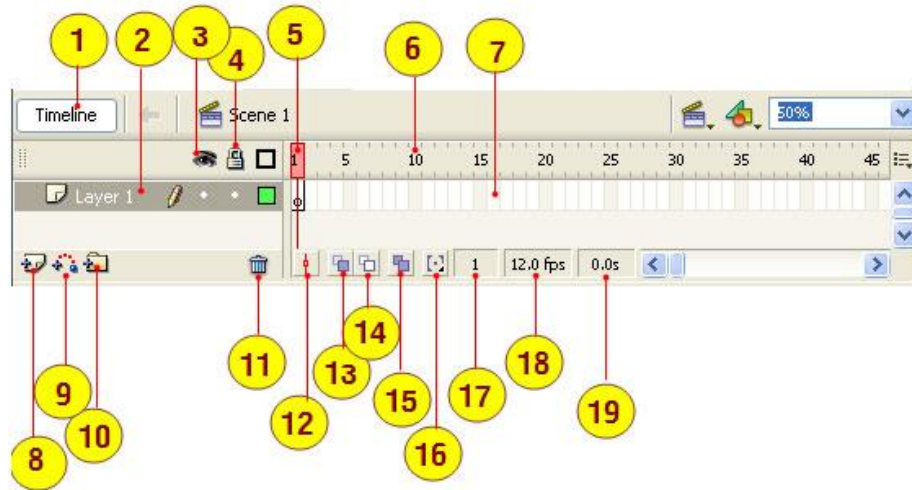 1 2 3 4 5 6 7
Timeline Scene 1 50%
1 5 10 15 20 25 30 35 40 45
Layer 1
1 12.0 fps 0.0s
8 9 10 11 12 13 14 15 16 17 18 19